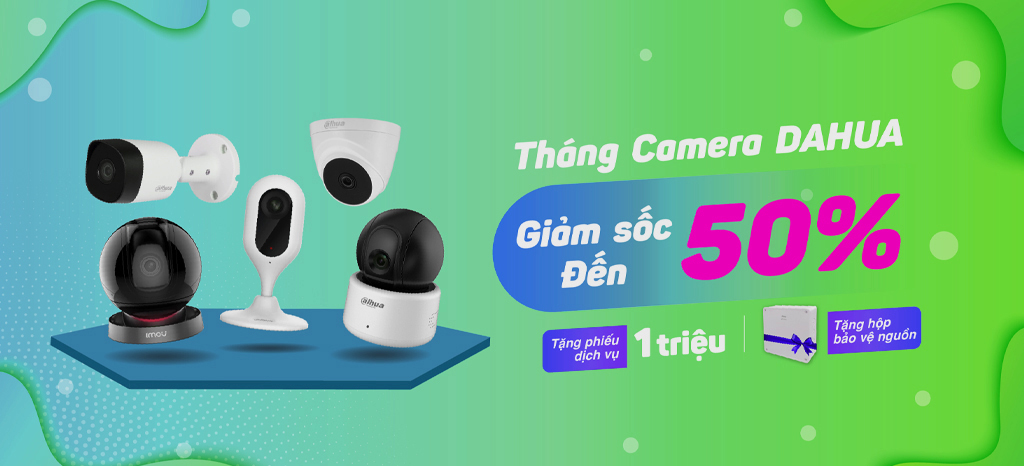 Tháng Camera DAHUA
Giảm sốc
Đến
50%
Tặng phiếu
dịch vụ
1 triệu
Tặng hộp
bảo vệ nguồn
alhua
alhua
alhua
imou